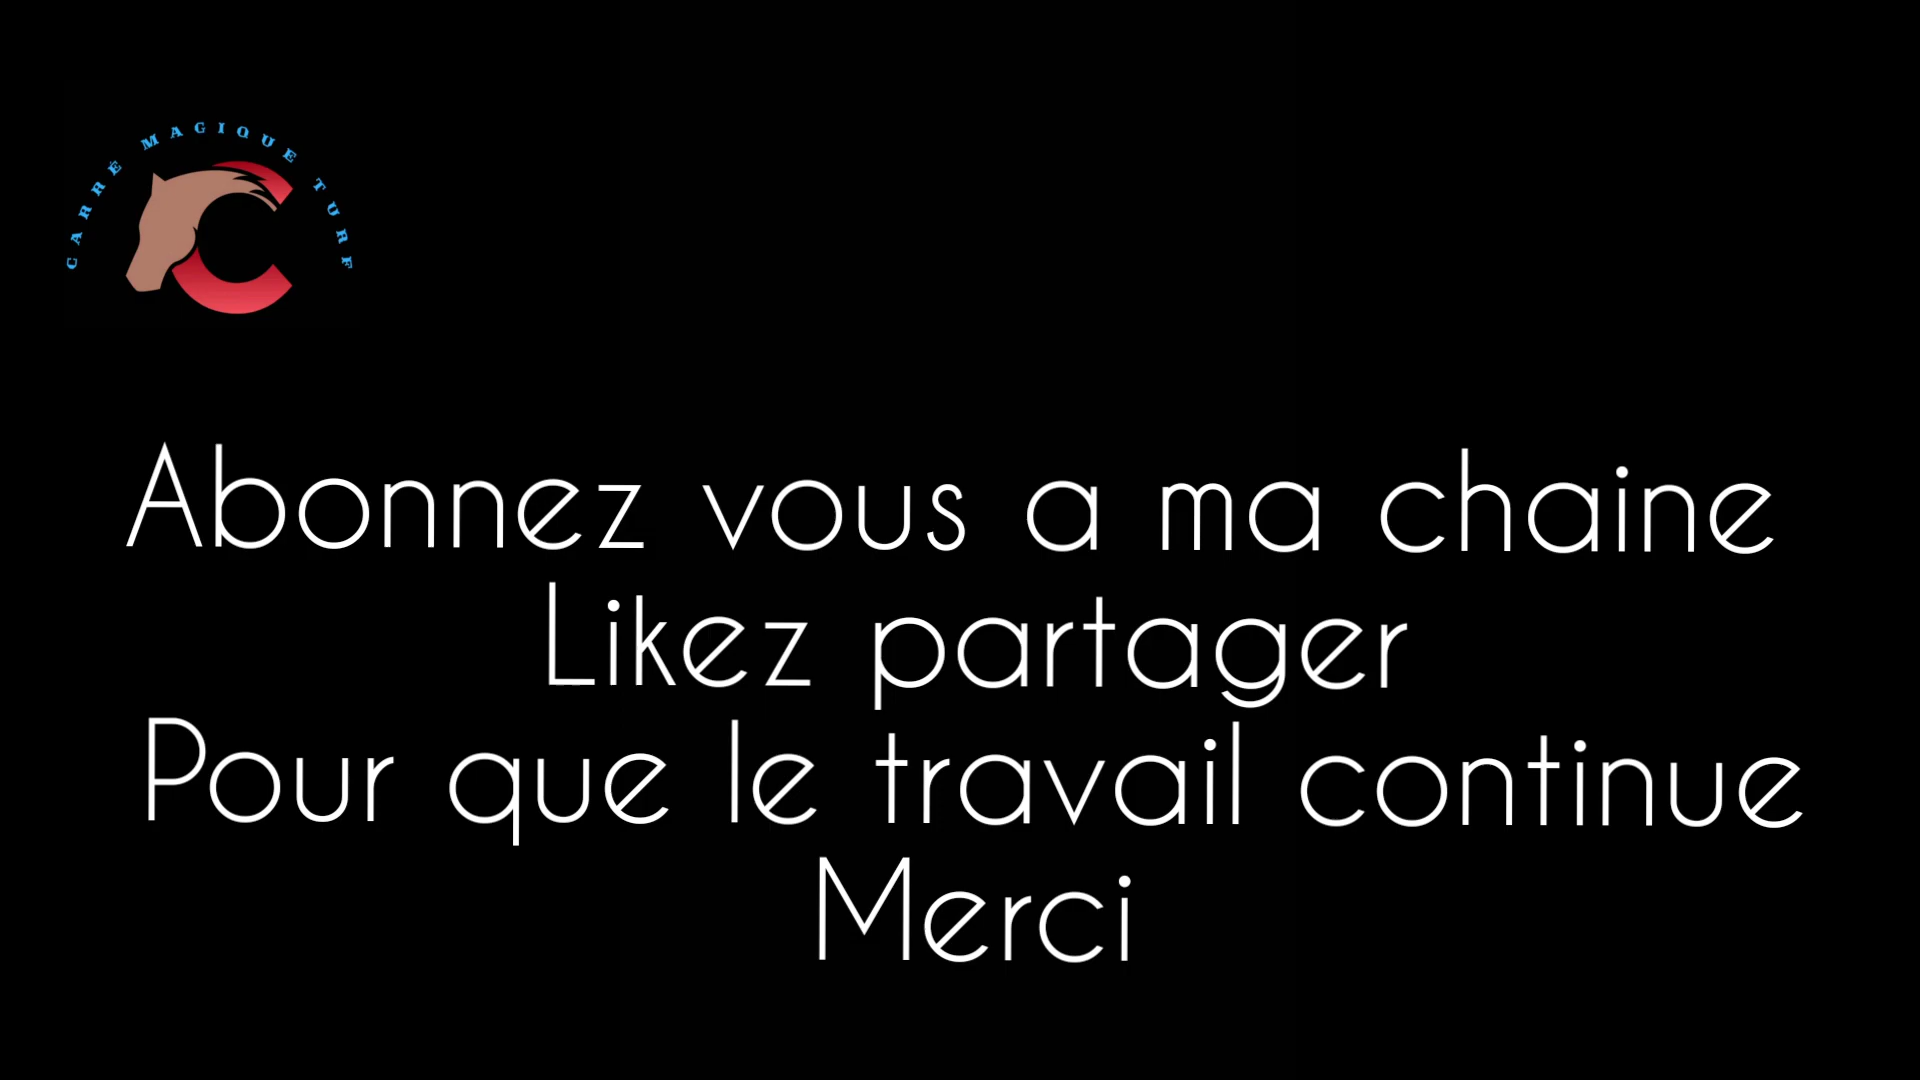 CARRÉ MAGIQUE TURF
Abonnez vous a ma chaine
Likez partager
Pour que le travail continue
Merci